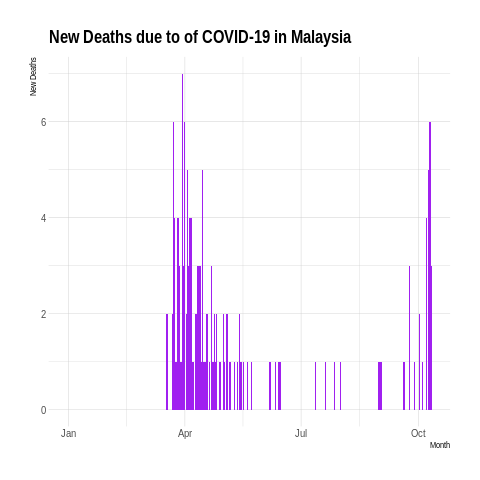 New Deaths due to of COVID-19 in Malaysia
New Deaths
6
4
2
0
Jan Apr Jul Oct
Month